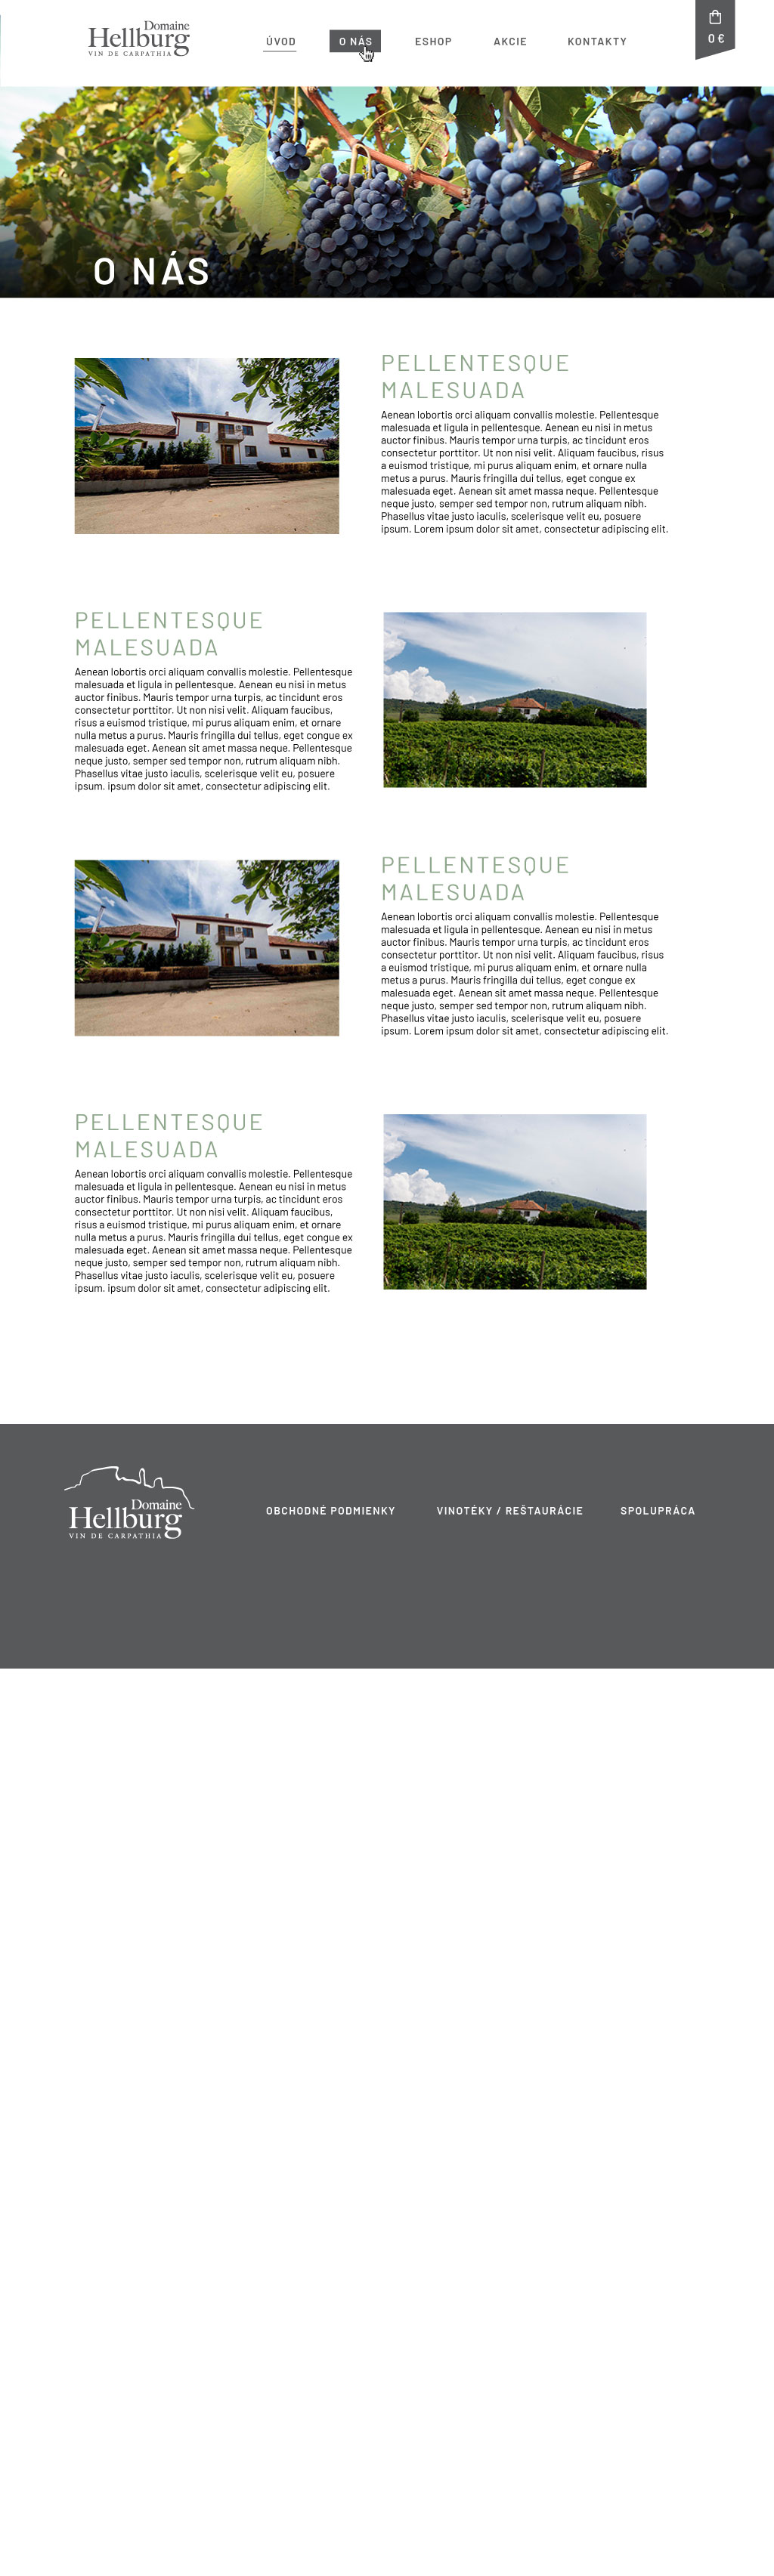 Domaine
Hellburg
VIN DE CARPATHIA
ÚVOD
O NÁS
ESHOP
AKCIE
KONTAKTY
0 €
O NÁS
PELLENTESQUE
MALESUADA
Aenean lobortis orci aliquam convallis molestie. Pellentesque
malesuada et ligula in pellentesque. Aenean eu nisi in metus
auctor finibus. Mauris tempor urna turpis, ac tincidunt eros
consectetur porttitor. Ut non nisi velit. Aliquam faucibus, risus
a euismod tristique, mi purus aliquam enim, et ornare nulla
metus a purus. Mauris fringilla dui tellus, eget congue ex
malesuada eget. Aenean sit amet massa neque. Pellentesque
neque justo, semper sed tempor non, rutrum aliquam nibh.
Phasellus vitae justo iaculis, scelerisque velit eu, posuere
ipsum. Lorem ipsum dolor sit amet, consectetur adipiscing elit.
PELLENTESQUE
MALESUADA
Aenean lobortis orci aliquam convallis molestie. Pellentesque
malesuada et ligula in pellentesque. Aenean eu nisi in metus
auctor finibus. Mauris tempor urna turpis, ac tincidunt eros
consectetur porttitor. Ut non nisi velit. Aliquam faucibus,
risus a euismod tristique, mi purus aliquam enim, et ornare
nulla metus a purus. Mauris fringilla dui tellus, eget congue ex
malesuada eget. Aenean sit amet massa neque. Pellentesque
neque justo, semper sed tempor non, rutrum aliquam nibh.
Phasellus vitae justo iaculis, scelerisque velit eu, posuere
ipsum. ipsum dolor sit amet, consectetur adipiscing elit.
PELLENTESQUE
MALESUADA
Aenean lobortis orci aliquam convallis molestie. Pellentesque
malesuada et ligula in pellentesque. Aenean eu nisi in metus
auctor finibus. Mauris tempor urna turpis, ac tincidunt eros
consectetur porttitor. Ut non nisi velit. Aliquam faucibus, risus
a euismod tristique, mi purus aliquam enim, et ornare nulla
metus a purus. Mauris fringilla dui tellus, eget congue ex
malesuada eget. Aenean sit amet massa neque. Pellentesque
neque justo, semper sed tempor non, rutrum aliquam nibh.
Phasellus vitae justo iaculis, scelerisque velit eu, posuere
ipsum. Lorem ipsum dolor sit amet, consectetur adipiscing elit.
PELLENTESQUE
MALESUADA
Aenean lobortis orci aliquam convallis molestie. Pellentesque
malesuada et ligula in pellentesque. Aenean eu nisi in metus
auctor finibus. Mauris tempor urna turpis, ac tincidunt eros
consectetur porttitor. Ut non nisi velit. Aliquam faucibus,
risus a euismod tristique, mi purus aliquam enim, et ornare
nulla metus a purus. Mauris fringilla dui tellus, eget congue ex
malesuada eget. Aenean sit amet massa neque. Pellentesque
neque justo, semper sed tempor non, rutrum aliquam nibh.
Phasellus vitae justo iaculis, scelerisque velit eu, posuere
ipsum. ipsum dolor sit amet, consectetur adipiscing elit.
Domaine
Hellburg
VIN DE CARPATHIA
OBCHODNÉ PODMIENKY
VINOTÉKY / REŠTAURÁCIE
SPOLUPRÁCA